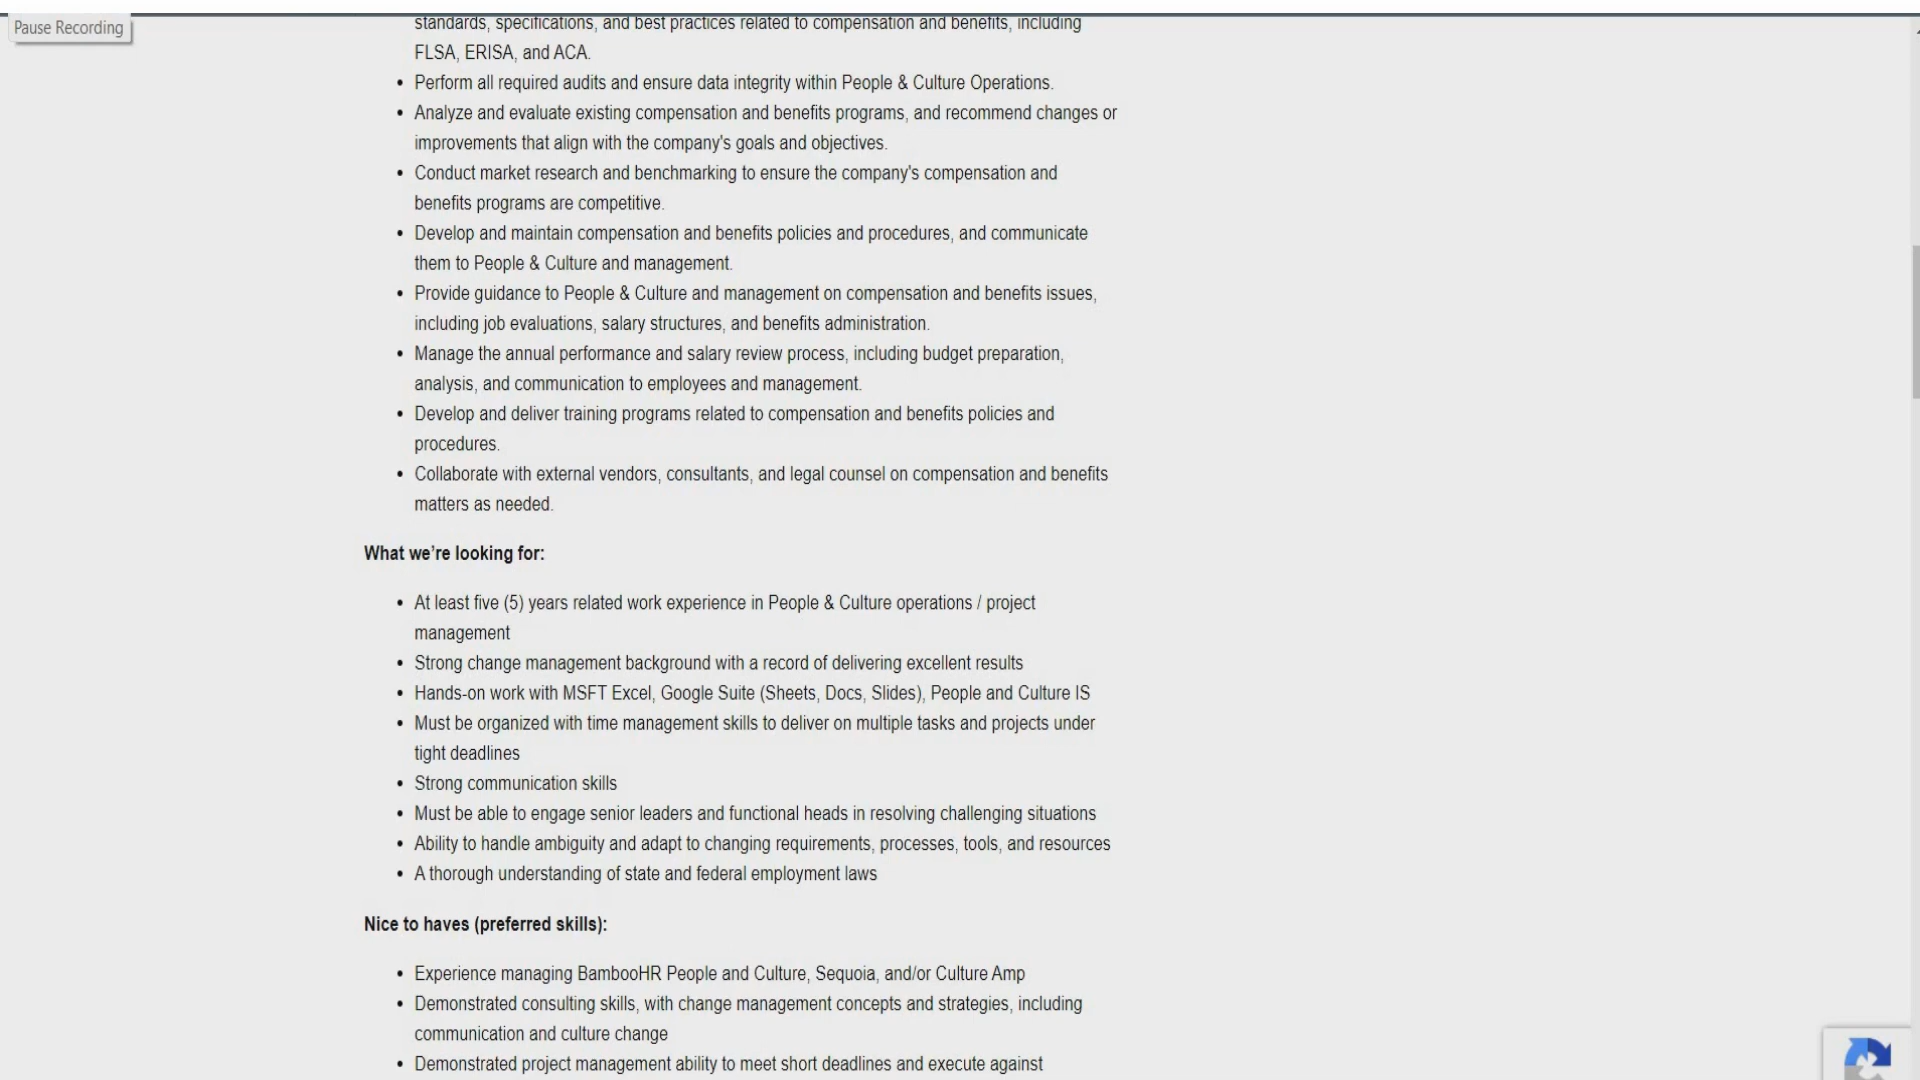 Pause Recording
standards, specifications, and best practices related to compensation and benefits, including
FLSA, ERISA, and ACA.
• Perform all required audits and ensure data integrity within People & Culture Operations.
• Analyze and evaluate existing compensation and benefits programs, and recommend changes or
improvements that align with the company's goals and objectives.
• Conduct market research and benchmarking to ensure the company's compensation and
benefits programs are competitive.
• Develop and maintain compensation and benefits policies and procedures, and communicate
them to People & Culture and management.
• Provide guidance to People & Culture and management on compensation and benefits issues,
including job evaluations, salary structures, and benefits administration.
• Manage the annual performance and salary review process, including budget preparation,
analysis, and communication to employees and management.
• Develop and deliver training programs related to compensation and benefits policies and
procedures.
• Collaborate with external vendors, consultants, and legal counsel on compensation and benefits
matters as needed.
What we’re looking for:
• At least five (5) years related work experience in People & Culture operations / project
management
• Strong change management background with a record of delivering excellent results
• Hands-on work with MSFT Excel, Google Suite (Sheets, Docs, Slides), People and Culture IS
• Must be organized with time management skills to deliver on multiple tasks and projects under
tight deadlines
• Strong communication skills
• Must be able to engage senior leaders and functional heads in resolving challenging situations
• Ability to handle ambiguity and adapt to changing requirements, processes, tools, and resources
• A thorough understanding of state and federal employment laws
Nice to haves (preferred skills):
• Experience managing BambooHR People and Culture, Sequoia, and/or Culture Amp
• Demonstrated consulting skills, with change management concepts and strategies, including
communication and culture change
• Demonstrated project management ability to meet short deadlines and execute against